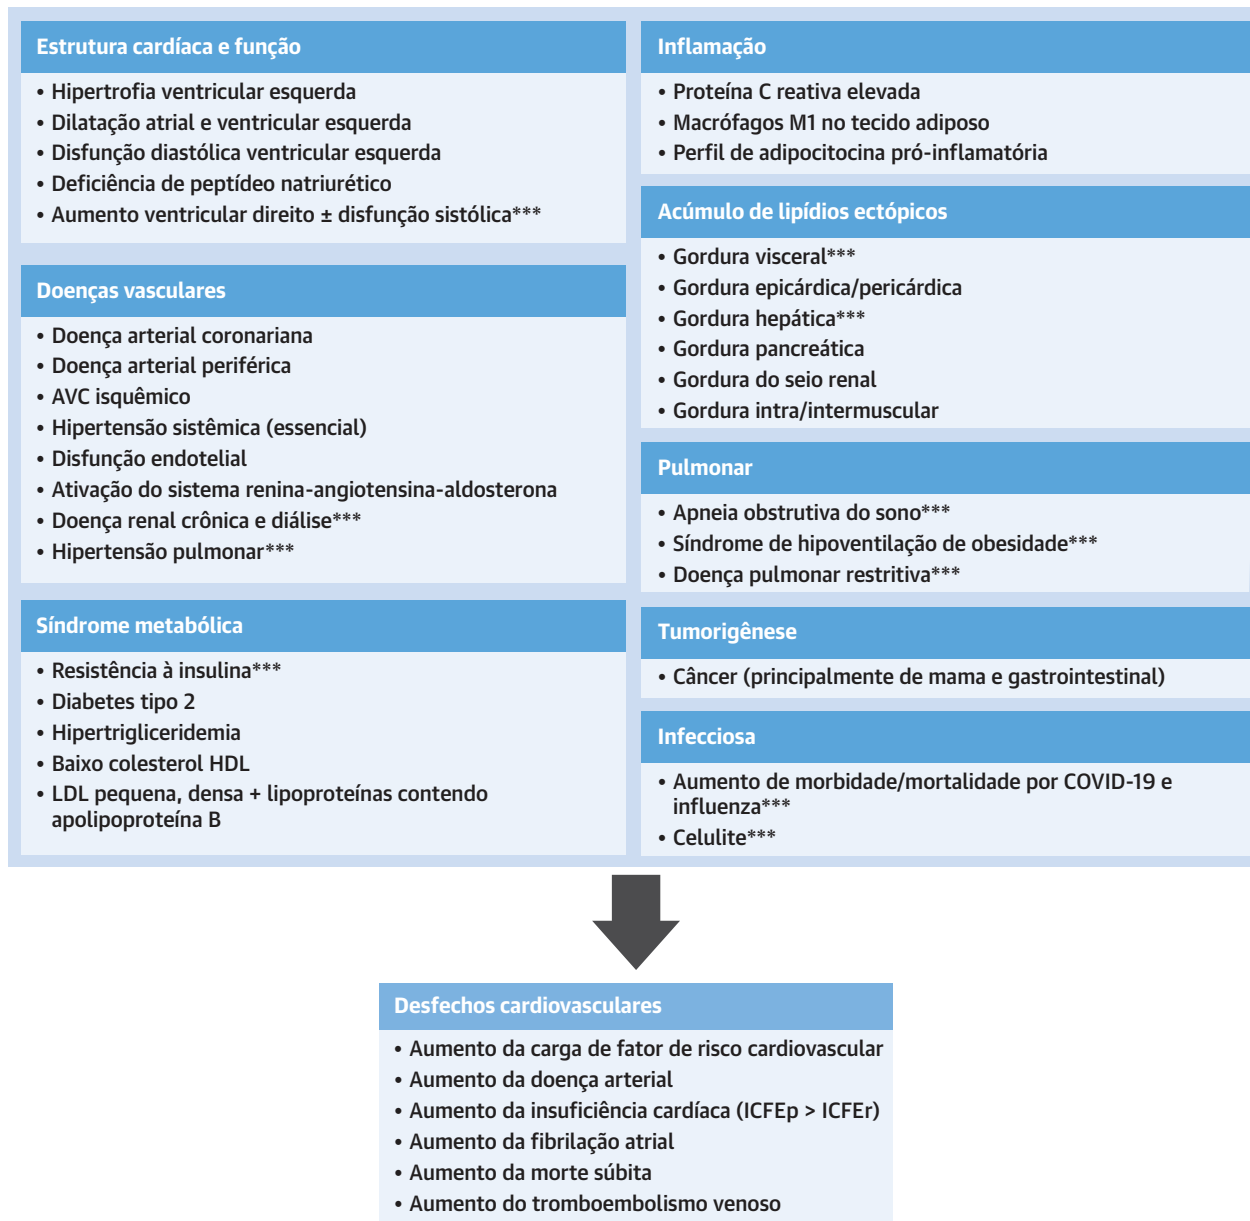 Estrutura cardíaca e função
• Hipertrofia ventricular esquerda
• Dilatação atrial e ventricular esquerda
• Disfunção diastólica ventricular esquerda
• Deficiência de peptídeo natriurético
• Aumento ventricular direito ± disfunção sistólica***
Doenças vasculares
• Doença arterial coronariana
• Doença arterial periférica
• AVC isquêmico
• Hipertensão sistêmica (essencial)
• Disfunção endotelial
• Ativação do sistema renina-angiotensina-aldosterona
• Doença renal crônica e diálise***
• Hipertensão pulmonar***
Síndrome metabólica
• Resistência à insulina***
• Diabetes tipo 2
• Hipertrigliceridemia
• Baixo colesterol HDL
• LDL pequena, densa + lipoproteínas contendo
apolipoproteína B
Inflamação
• Proteína C reativa elevada
• Macrófagos M1 no tecido adiposo
• Perfil de adipocitocina pró-inflamatória
Acúmulo de lipídios ectópicos
• Gordura visceral***
• Gordura epicárdica/pericárdica
• Gordura hepática***
• Gordura pancreática
• Gordura do seio renal
• Gordura intra/intermuscular
Pulmonar
• Apneia obstrutiva do sono***
• Síndrome de hipoventilação de obesidade***
• Doença pulmonar restritiva***
Tumorigênese
• Câncer (principalmente de mama e gastrointestinal)
Infecciosa
• Aumento de morbidade/mortalidade por COVID-19 e
influenza***
• Celulite***
Desfechos cardiovasculares
• Aumento da carga de fator de risco cardiovascular
• Aumento da doença arterial
• Aumento da insuficiência cardíaca (ICFEp > ICFEr)
• Aumento da fibrilação atrial
• Aumento da morte súbita
• Aumento do tromboembolismo venoso